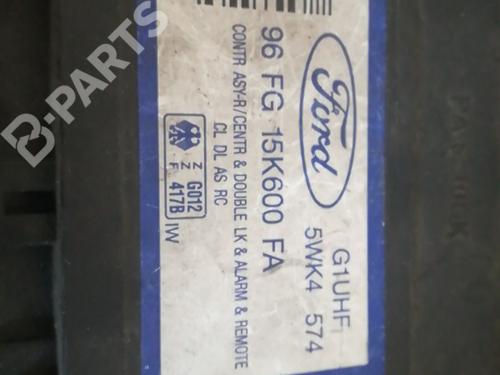 Ford
G1UHF
5WK4 574
96 FG 15K600 FA
CONTR ASY-R/CENTR & DOUBLE LK & ALARM & REMOTE
CL DL AS RC
Z
Z
F
G012
417B
IW
B-PARTS